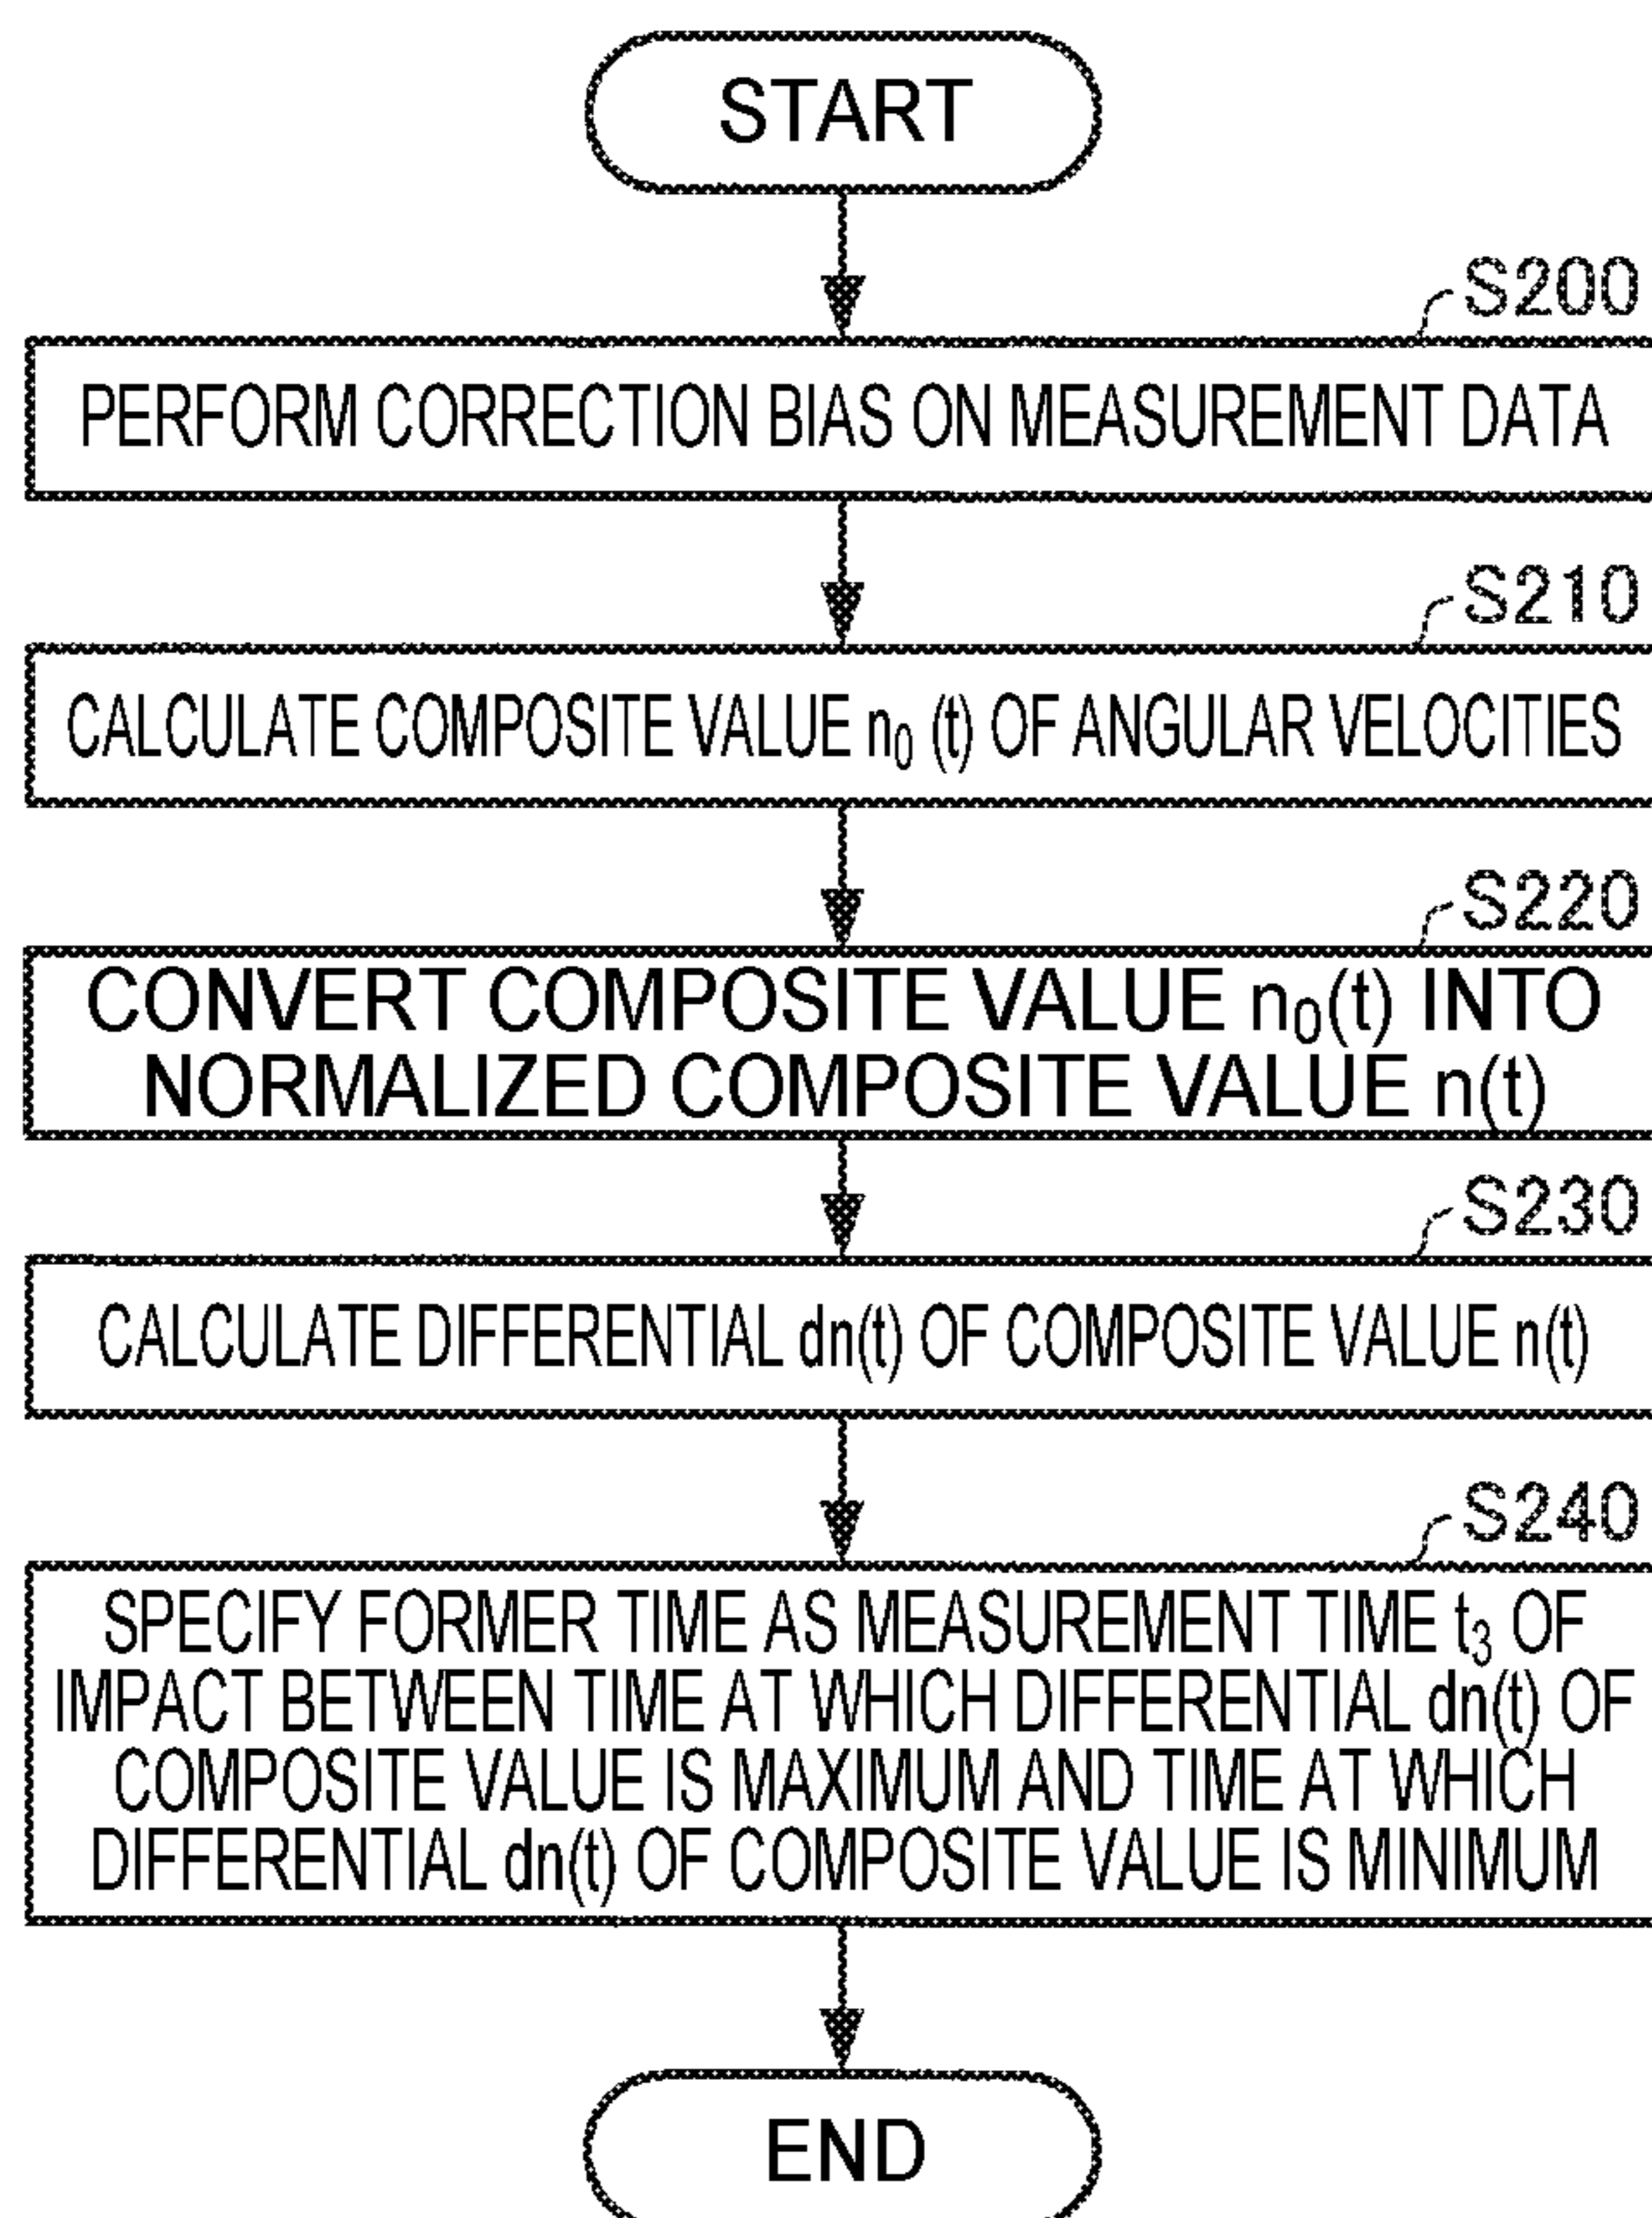 START
S200
PERFORM CORRECTION BIAS ON MEASUREMENT DATA
S210
CALCULATE COMPOSITE VALUE n₀ (t) OF ANGULAR VELOCITIES
S220
CONVERT COMPOSITE VALUE n₀(t) INTO
NORMALIZED COMPOSITE VALUE n(t)
S230
CALCULATE DIFFERENTIAL dn(t) OF COMPOSITE VALUE n(t)
S240
SPECIFY FORMER TIME AS MEASUREMENT TIME t₃ OF
IMPACT BETWEEN TIME AT WHICH DIFFERENTIAL dn(t) OF
COMPOSITE VALUE IS MAXIMUM AND TIME AT WHICH
DIFFERENTIAL dn(t) OF COMPOSITE VALUE IS MINIMUM
END